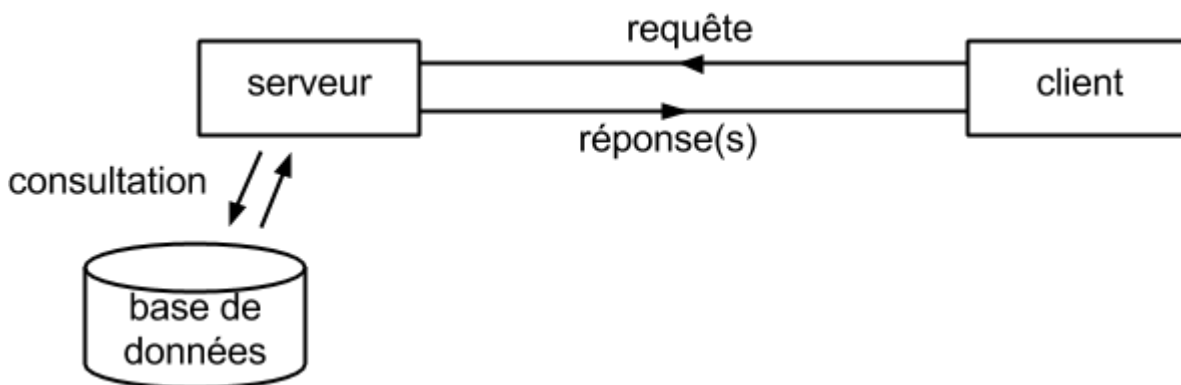 requête
serveur
client
réponse(s)
consultation
base de
données